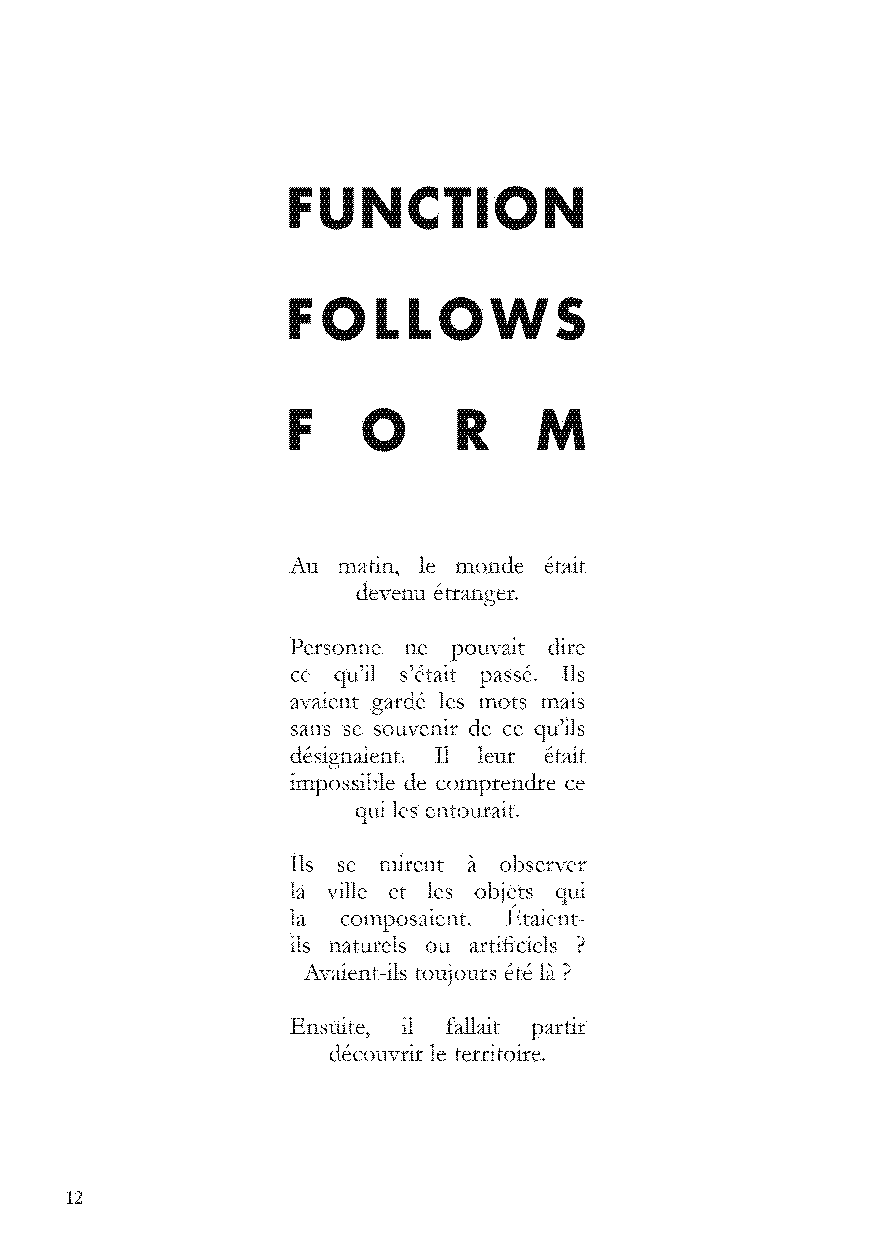 FUNCTION
FOLLOWS
FORM
Au matin, le monde était
devenu étranger.
Personne ne pouvait dire
ce qu’il s’était passé. Ils
avaient gardé les mots mais
sans se souvenir de ce qu’ils
désignaient. Il leur était
impossible de comprendre ce
qui les entourait.
Ils se mirent à observer
la ville et les objets qui
la composaient. Étaient-
ils naturels ou artificiels ?
Avaient-ils toujours été là ?
Ensuite, il fallait partir
découvrir le territoire.
12